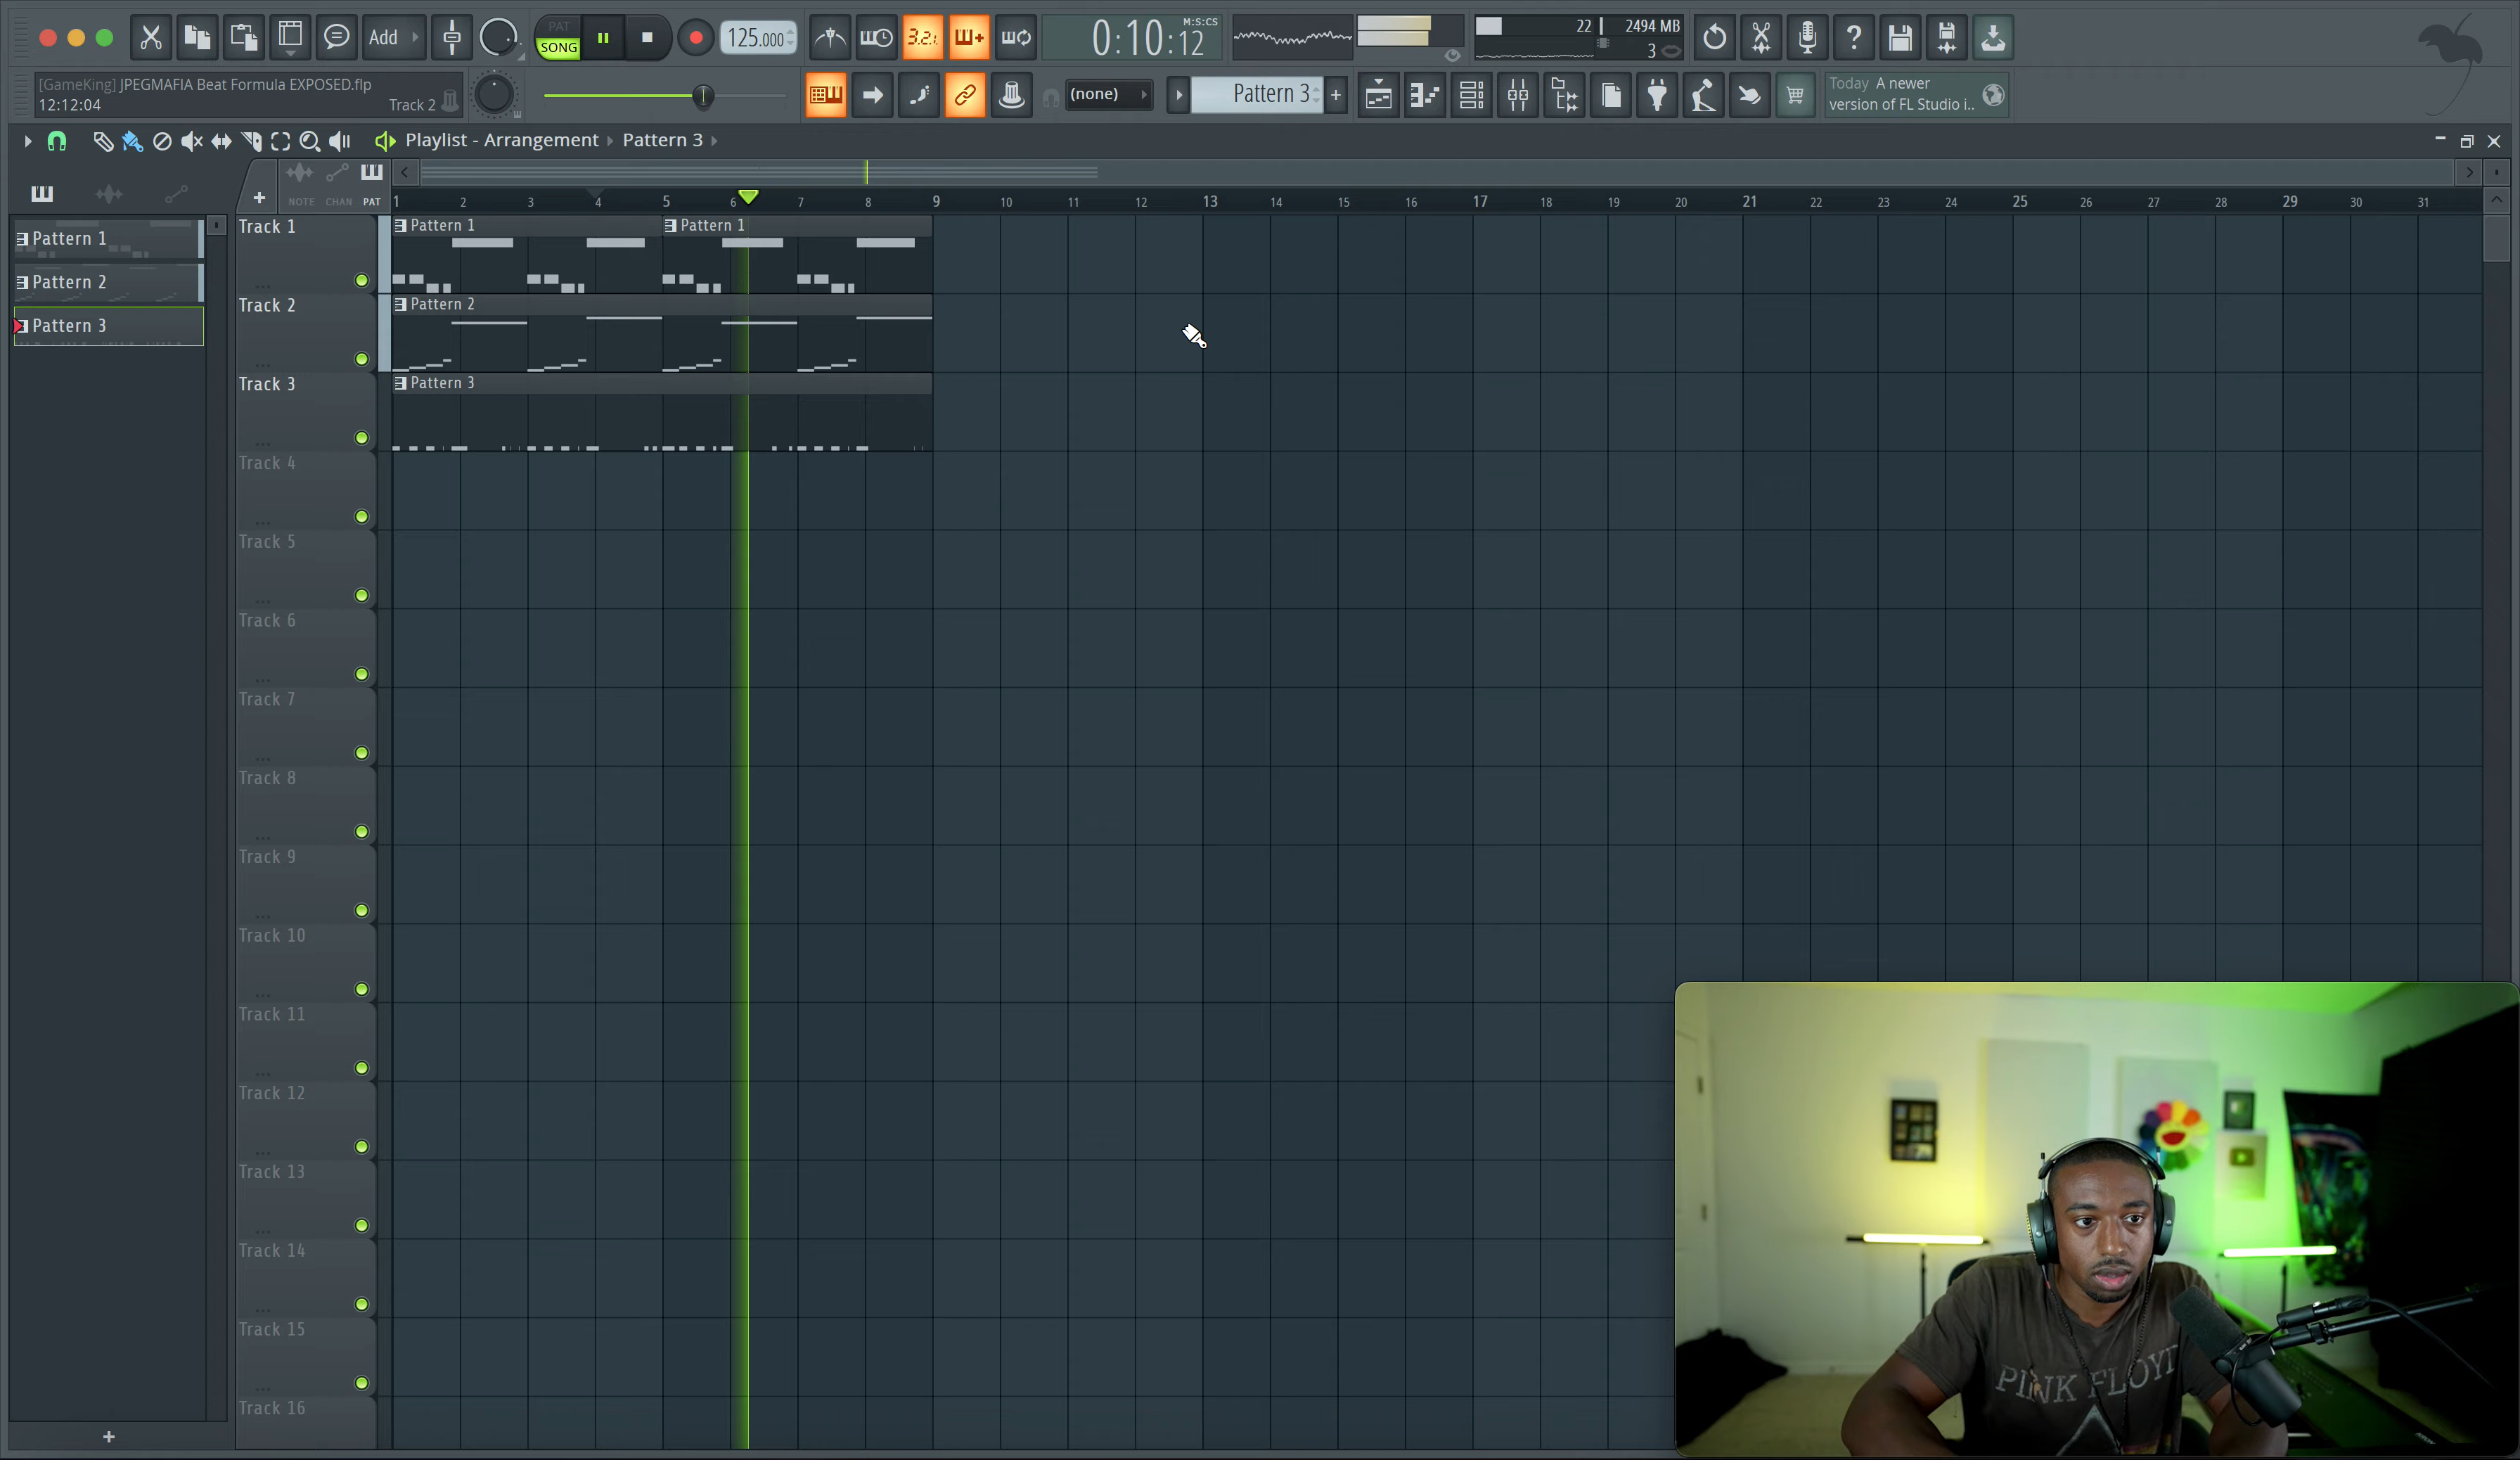 PAT
SONG
Add
125.000
3.2.1
0:10:12
M:S:CS
22
2494 MB
3
[GameKing] JPEGMAFIA Beat Formula EXPOSED.flp
12:12:04
Track 2
(none)
Pattern 3
Today A newer
version of FL Studio i..
Playlist - Arrangement
Pattern 3
NOTE CHAN PAT
1 2 3 4 5 6 7 8 9 10 11 12 13 14 15 16 17 18 19 20 21 22 23 24 25 26 27 28 29 30 31
Pattern 1
Pattern 2
Pattern 3
Track 1
Pattern 1
Pattern 1
Track 2
Pattern 2
Track 3
Pattern 3
Track 4
Track 5
Track 6
Track 7
Track 8
Track 9
Track 10
Track 11
Track 12
Track 13
Track 14
Track 15
Track 16
PINK FLOYD